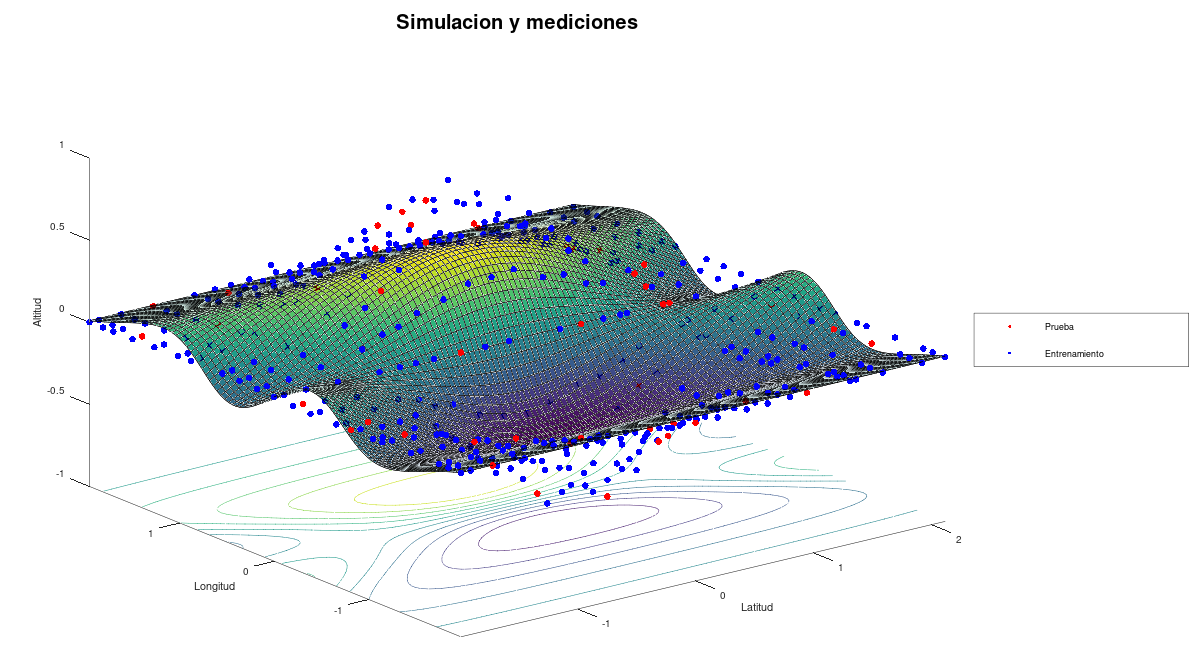 Simulacion y mediciones
1
0.5
0
-0.5
-1
Altitud
1
0
-1
Longitud
-1
0
1
2
Latitud
Prueba
Entrenamiento